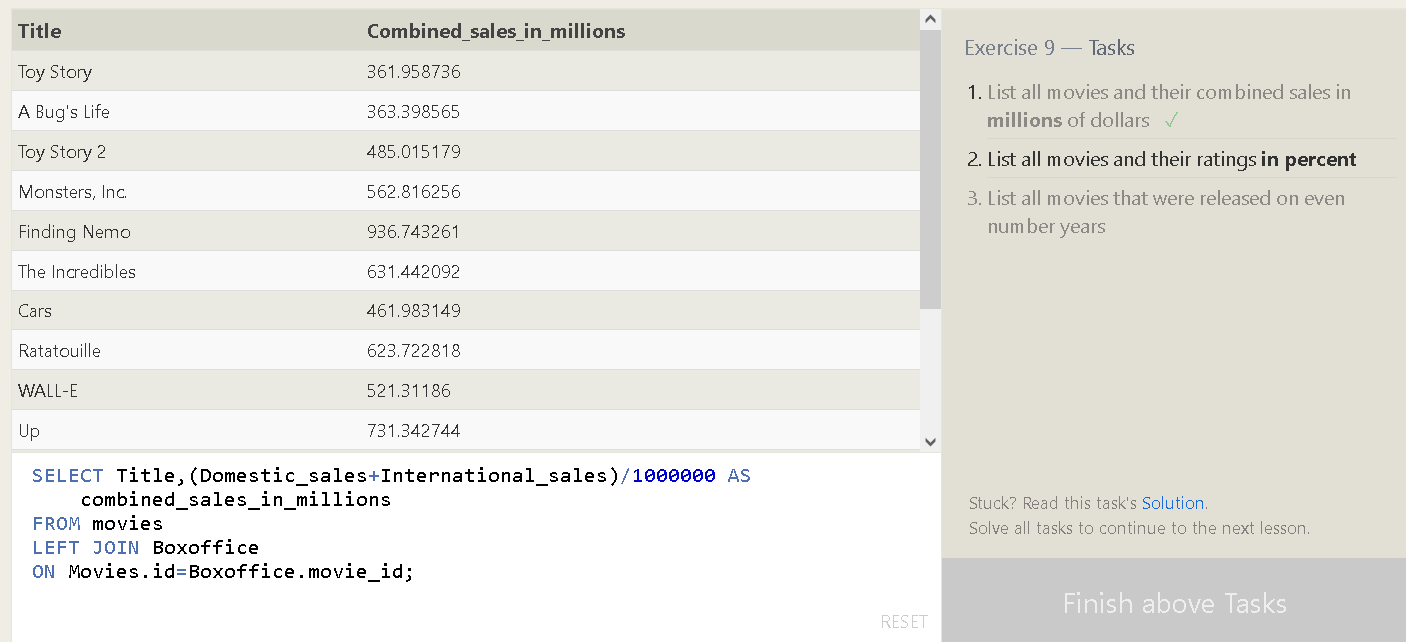 Title Combined_sales_in_millions
Toy Story 361.958736
A Bug's Life 363.398565
Toy Story 2 485.015179
Monsters, Inc. 562.816256
Finding Nemo 936.743261
The Incredibles 631.442092
Cars 461.983149
Ratatouille 623.722818
WALL-E 521.31186
Up 731.342744
SELECT Title,(Domestic_sales+International_sales)/1000000 AS
combined_sales_in_millions
FROM movies
LEFT JOIN Boxoffice
ON Movies.id=Boxoffice.movie_id;
RESET
Exercise 9 — Tasks
1. List all movies and their combined sales in
millions of dollars ✓
2. List all movies and their ratings in percent
3. List all movies that were released on even
number years
Stuck? Read this task's Solution.
Solve all tasks to continue to the next lesson.
Finish above Tasks